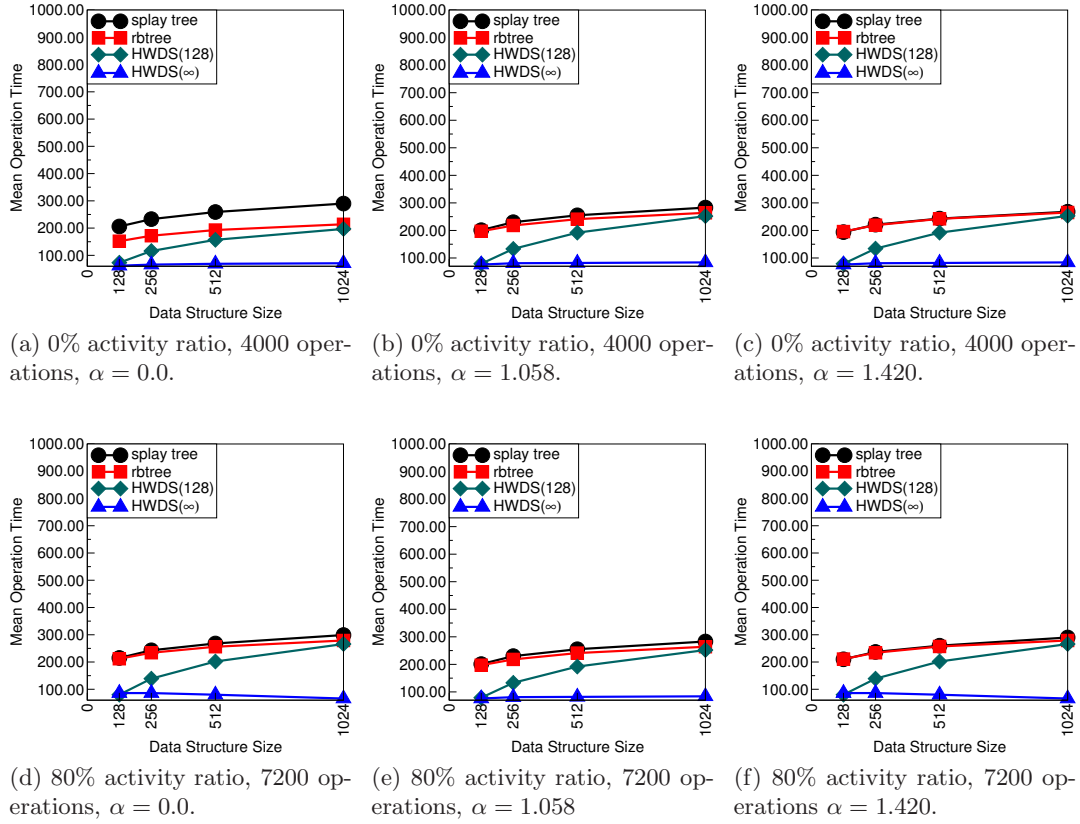 1000.00
900.00
800.00
700.00
600.00
500.00
400.00
300.00
200.00
100.00
Mean Operation Time
splay tree
rbtree
HWDS(128)
HWDS(∞)
0
128
256
512
1024
Data Structure Size
(a) 0% activity ratio, 4000 oper-
ations, α = 0.0.
1000.00
900.00
800.00
700.00
600.00
500.00
400.00
300.00
200.00
100.00
Mean Operation Time
splay tree
rbtree
HWDS(128)
HWDS(∞)
0
128
256
512
1024
Data Structure Size
(b) 0% activity ratio, 4000 oper-
ations, α = 1.058.
1000.00
900.00
800.00
700.00
600.00
500.00
400.00
300.00
200.00
100.00
Mean Operation Time
splay tree
rbtree
HWDS(128)
HWDS(∞)
0
128
256
512
1024
Data Structure Size
(c) 0% activity ratio, 4000 oper-
ations, α = 1.420.
1000.00
900.00
800.00
700.00
600.00
500.00
400.00
300.00
200.00
100.00
Mean Operation Time
splay tree
rbtree
HWDS(128)
HWDS(∞)
0
128
256
512
1024
Data Structure Size
(d) 80% activity ratio, 7200 op-
erations, α = 0.0.
1000.00
900.00
800.00
700.00
600.00
500.00
400.00
300.00
200.00
100.00
Mean Operation Time
splay tree
rbtree
HWDS(128)
HWDS(∞)
0
128
256
512
1024
Data Structure Size
(e) 80% activity ratio, 7200 op-
erations, α = 1.058
1000.00
900.00
800.00
700.00
600.00
500.00
400.00
300.00
200.00
100.00
Mean Operation Time
splay tree
rbtree
HWDS(128)
HWDS(∞)
0
128
256
512
1024
Data Structure Size
(f) 80% activity ratio, 7200 op-
erations α = 1.420.